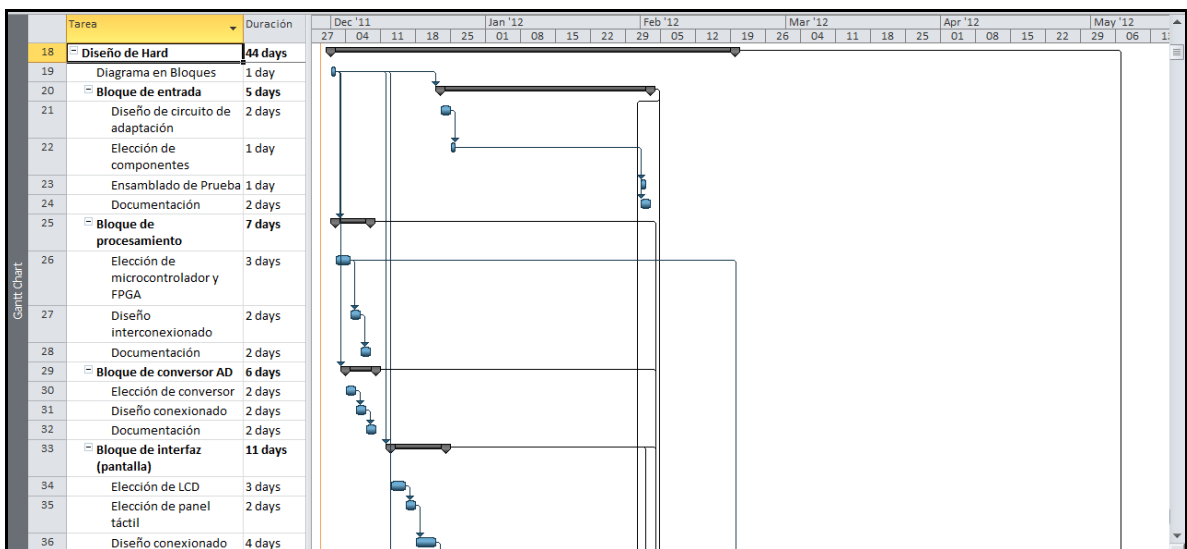 Tarea Duración Dec '11 Jan '12 Feb '12 Mar '12 Apr '12 May '12
27 04 11 18 25 01 08 15 22 29 05 12 19 26 04 11 18 25 01 08 15 22 29 06
18 Diseño de Hard 44 days
19 Diagrama en Bloques 1 day
20 Bloque de entrada 5 days
21 Diseño de circuito de 2 days
adaptación
22 Elección de 1 day
componentes
23 Ensamblado de Prueba 1 day
24 Documentación 2 days
25 Bloque de 7 days
procesamiento
26 Elección de 3 days
microcontrolador y
FPGA
27 Diseño 2 days
interconexionado
28 Documentación 2 days
29 Bloque de conversor AD 6 days
30 Elección de conversor 2 days
31 Diseño conexionado 2 days
32 Documentación 2 days
33 Bloque de interfaz 11 days
(pantalla)
34 Elección de LCD 3 days
35 Elección de panel 2 days
táctil
36 Diseño conexionado 4 days
Gantt Chart